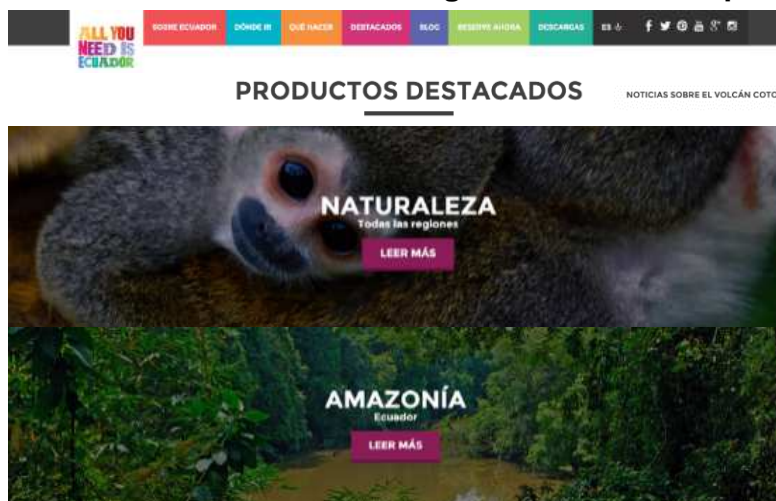 ALL YOU
NEED IS
ECUADOR
SOBRE ECUADOR
DÓNDE IR
QUÉ HACER
DESTACADOS
BLOG
RESERVE AHORA
DESCARGAS
ES
PRODUCTOS DESTACADOS
NOTICIAS SOBRE EL VOLCÁN COTO
NATURALEZA
Todas las regiones
LEER MÁS
AMAZONÍA
Ecuador
LEER MÁS